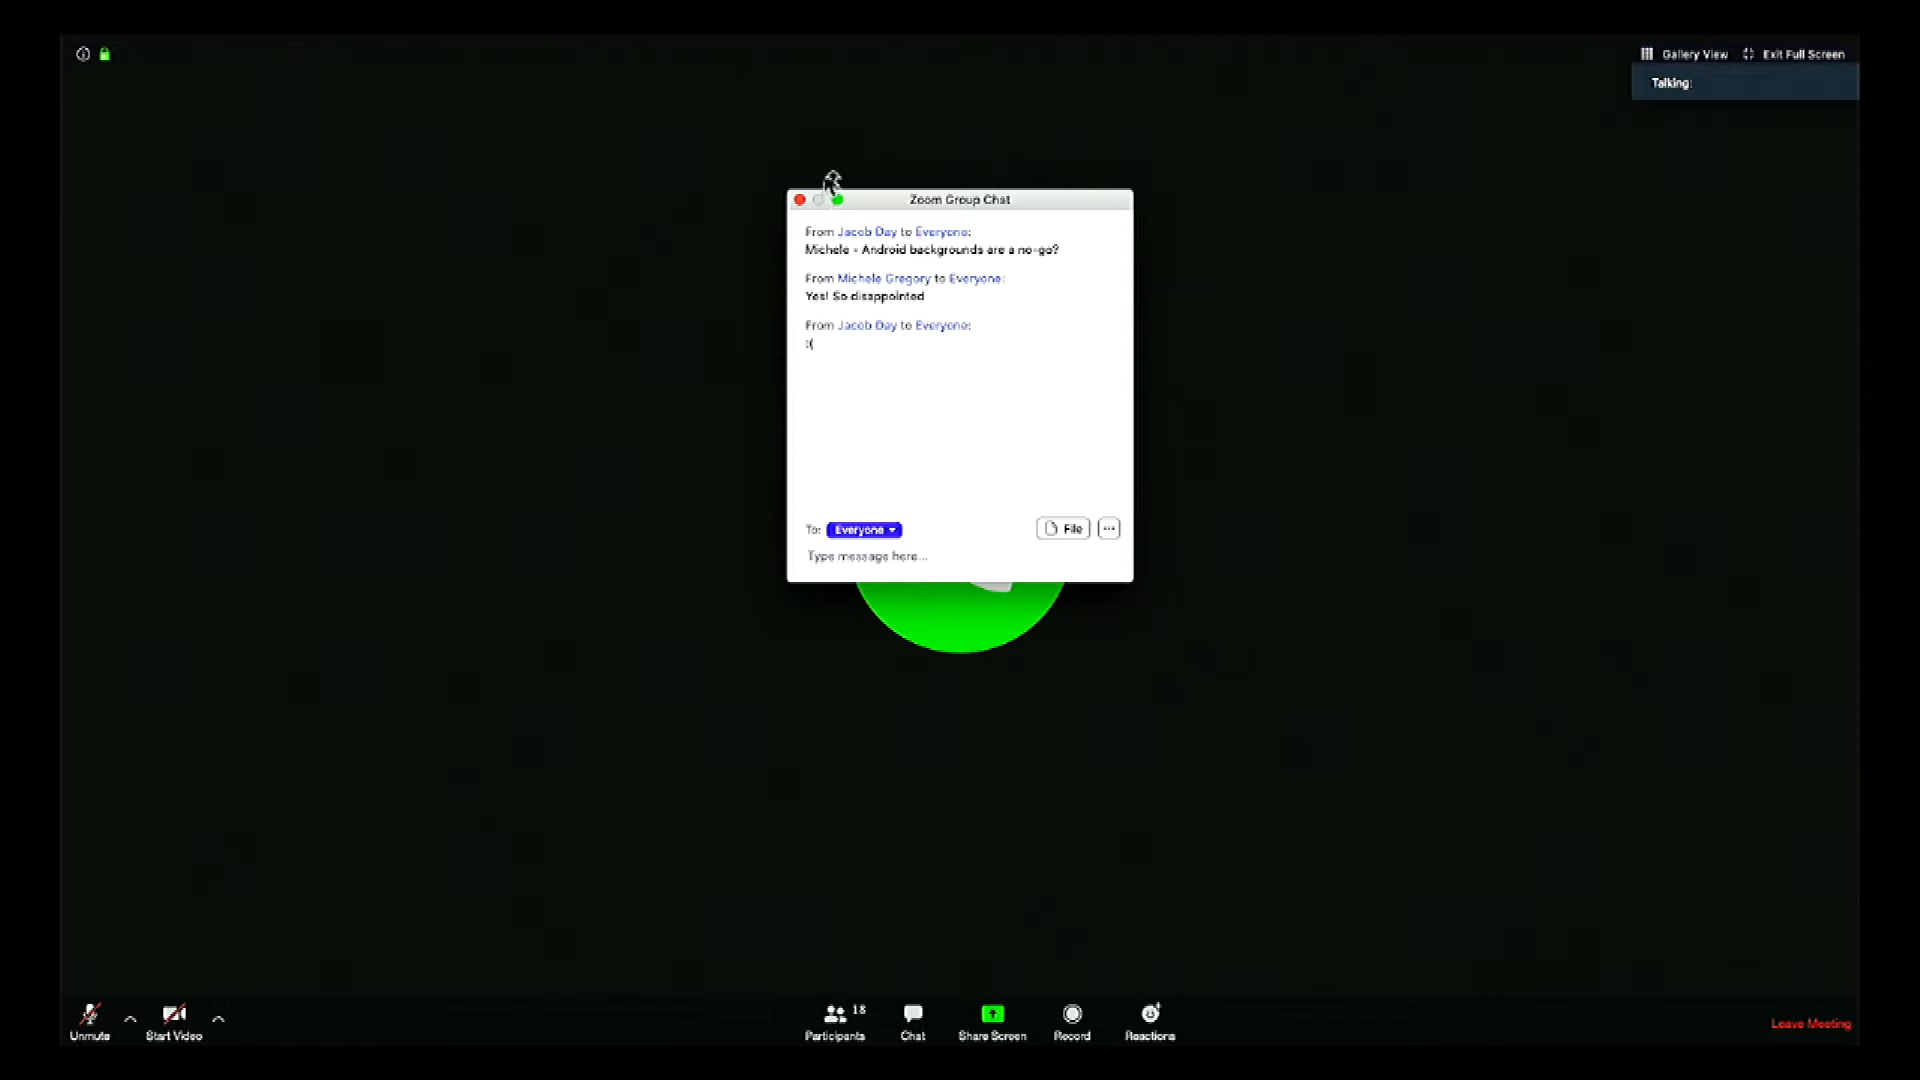 Gallery View Exit Full Screen
Talking:
Zoom Group Chat
From Jacob Day to Everyone:
Michele - Android backgrounds are a no-go?
From Michele Gregory to Everyone:
Yes! So disappointed
From Jacob Day to Everyone:
:(
To: Everyone File ...
Type message here...
Unmute Start Video Participants 18 Chat Share Screen Record Reactions Leave Meeting